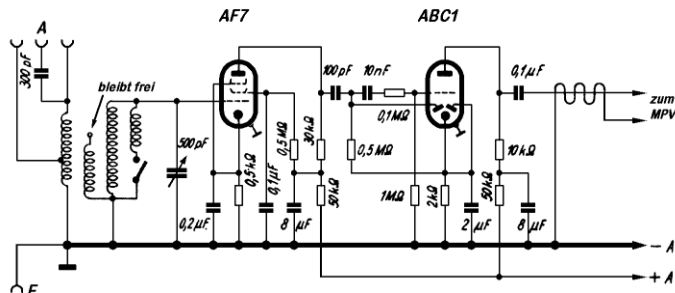 AF7
ABC1
A
300 pF
bleibt frei
500 pF
0,2 µF
0,5 kΩ
0,1 µF
0,5 MΩ
8 µF
30 kΩ
50 kΩ
100 pF
10 nF
0,1 MΩ
0,5 MΩ
1 MΩ
2 kΩ
2 µF
0,1 µF
10 kΩ
50 kΩ
8 µF
zum
MPV
– A
+ A
E